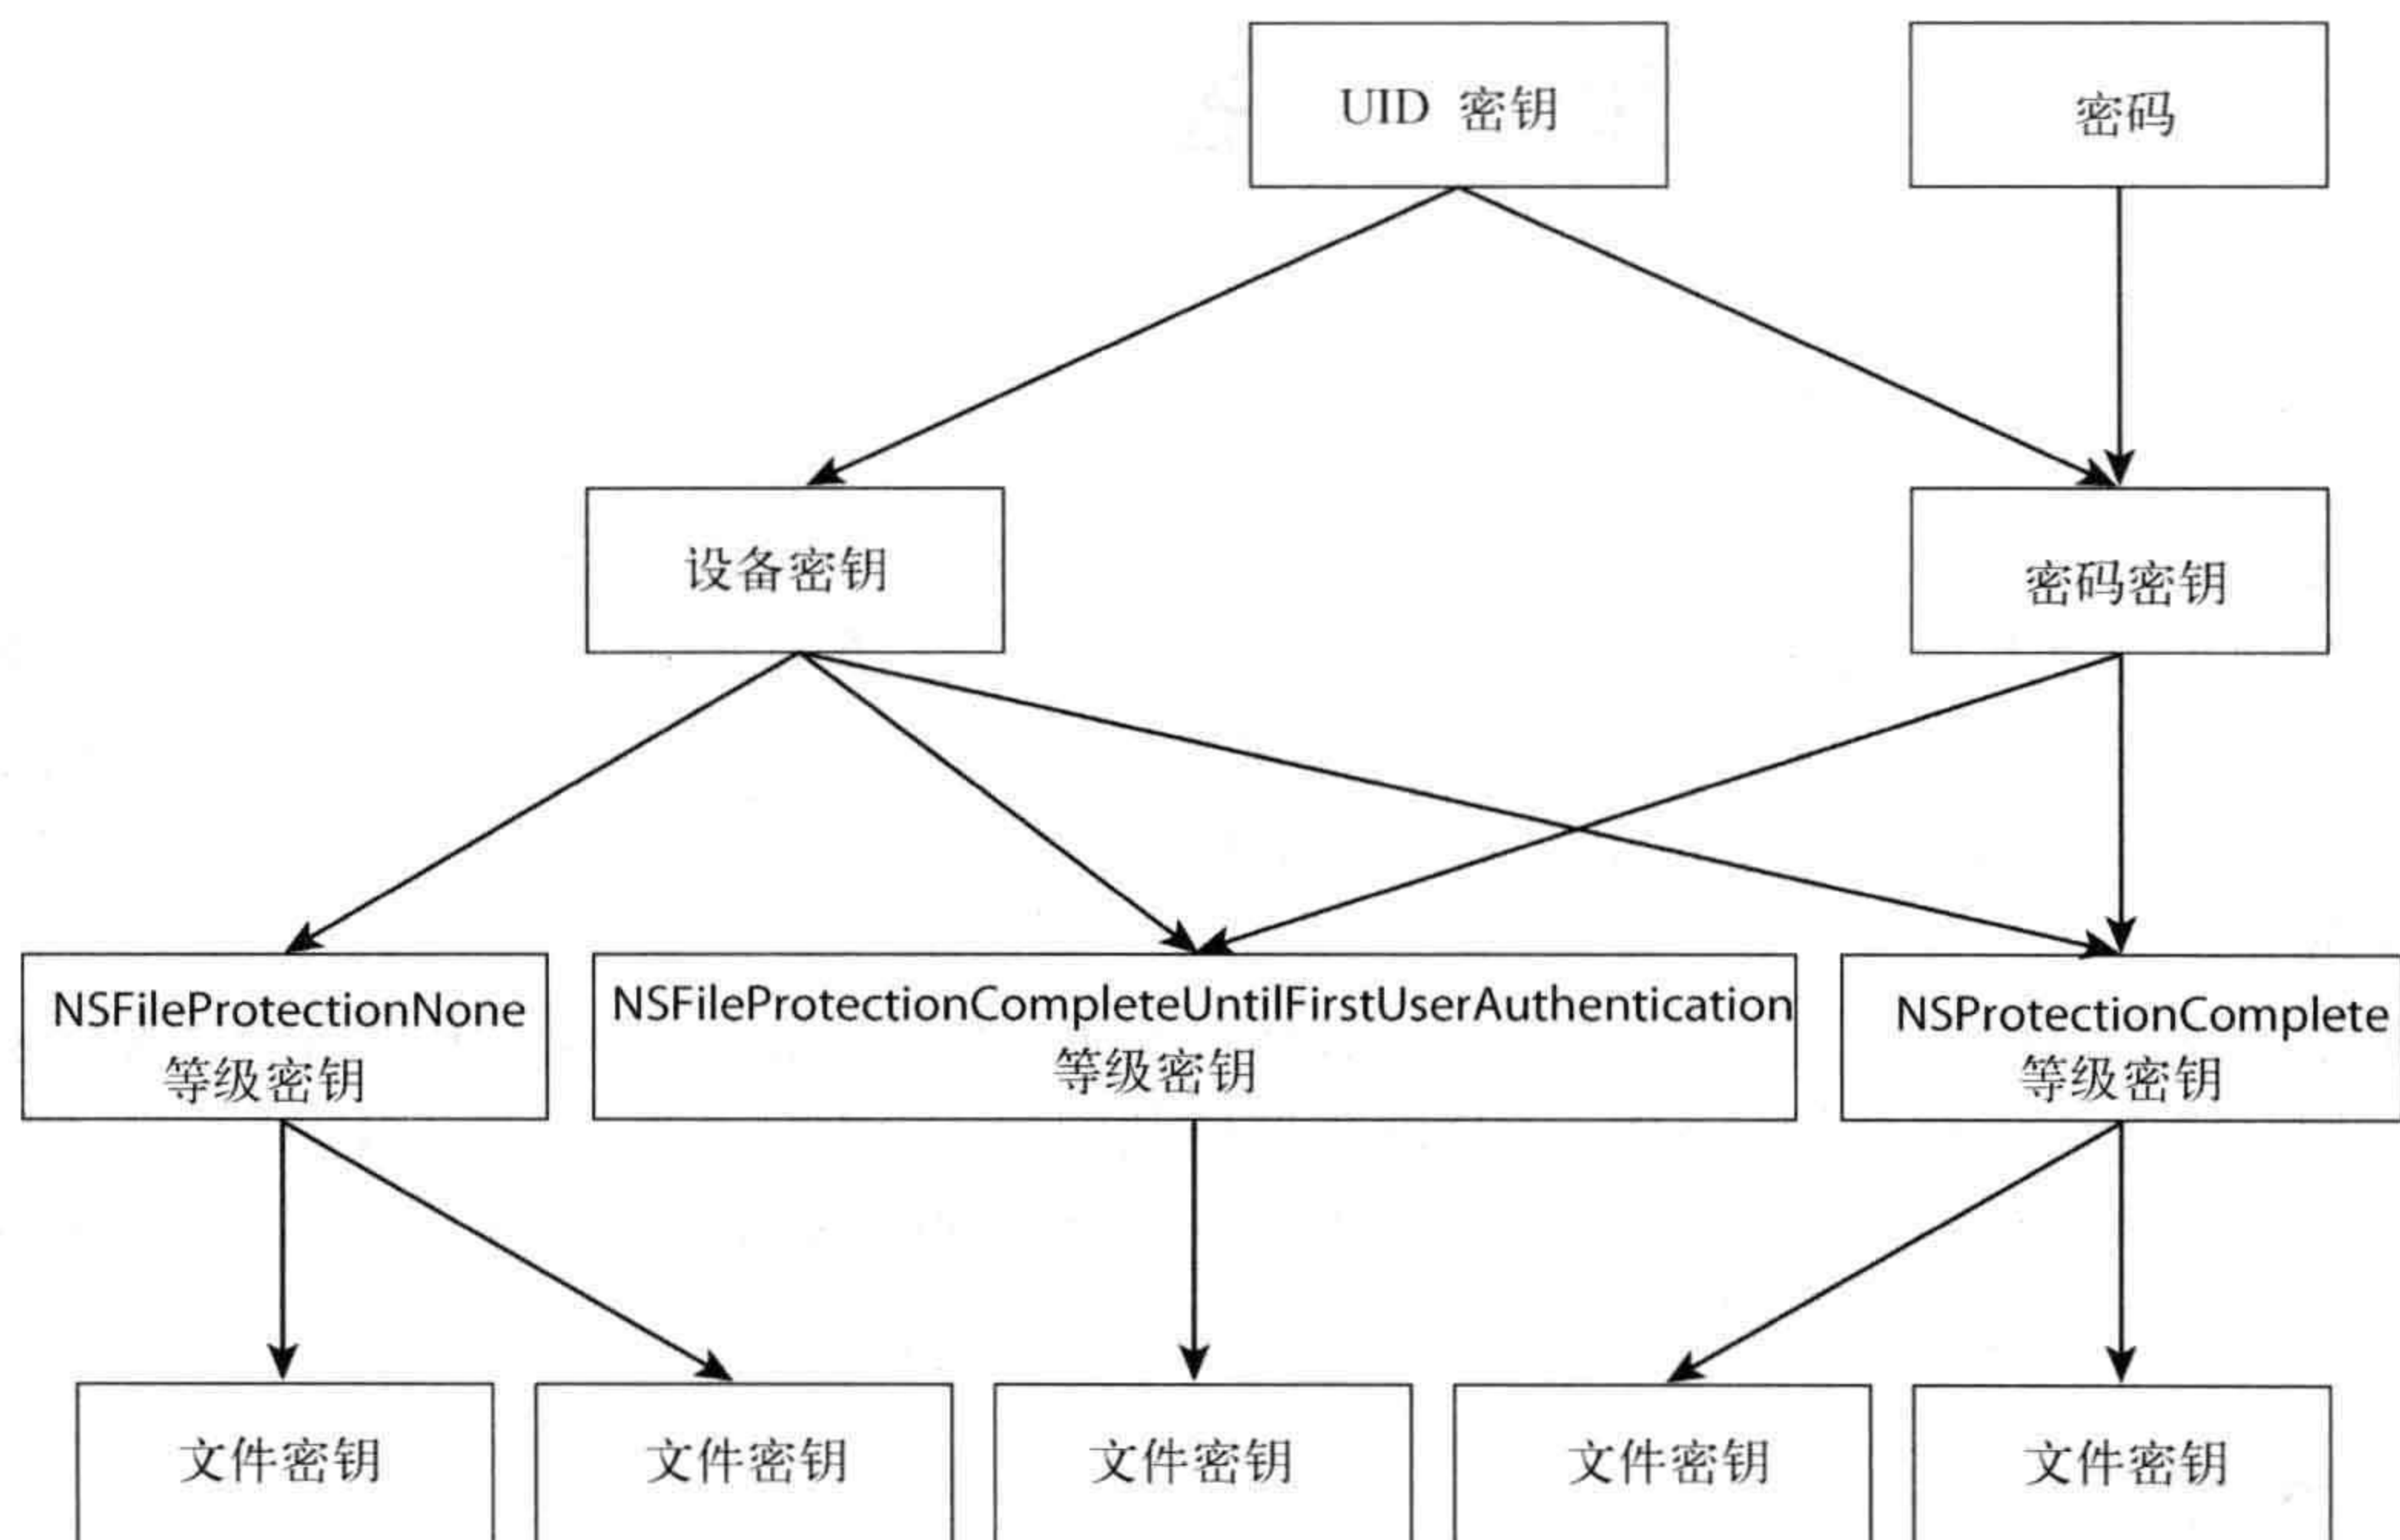 UID 密钥
密码
设备密钥
密码密钥
NSFileProtectionNone
等级密钥
NSFileProtectionCompleteUntilFirstUserAuthentication
等级密钥
NSProtectionComplete
等级密钥
文件密钥
文件密钥
文件密钥
文件密钥
文件密钥